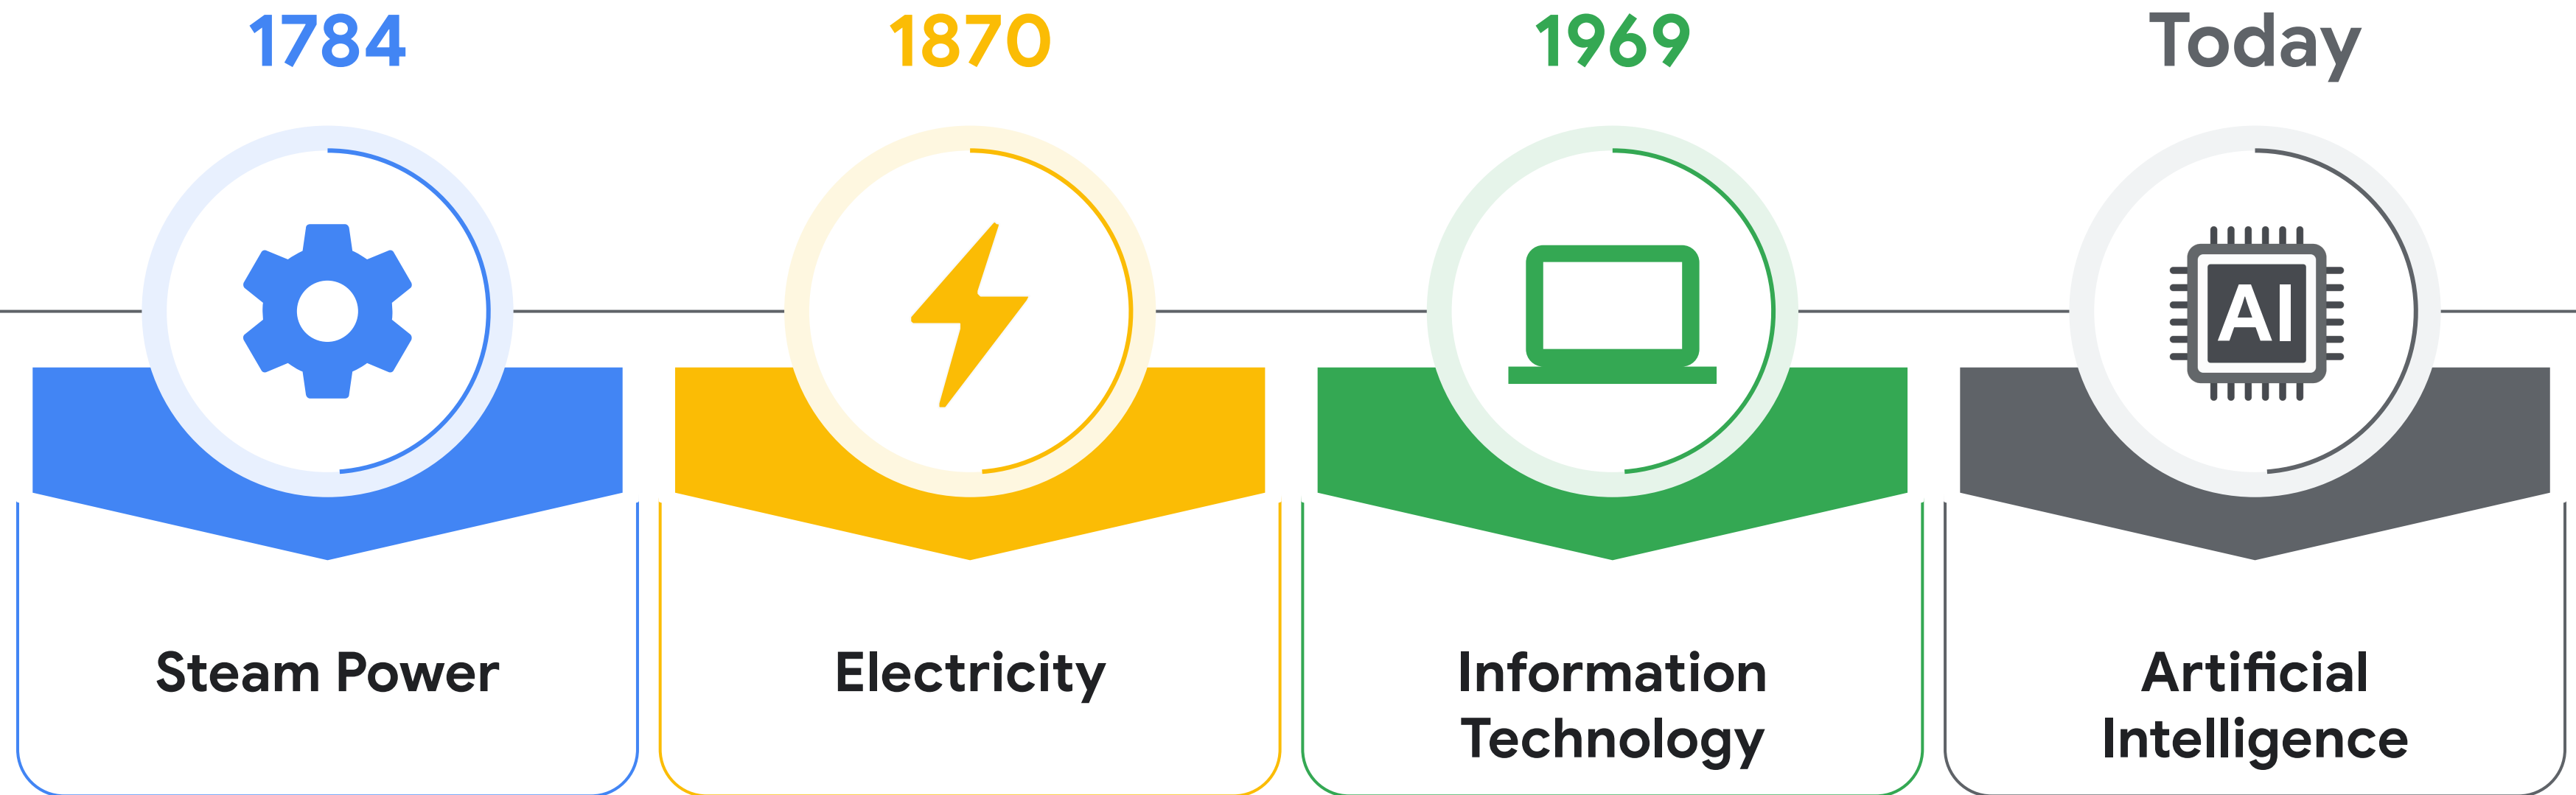 1784
1870
1969
Today
AI
Steam Power
Electricity
Information
Technology
Artificial
Intelligence